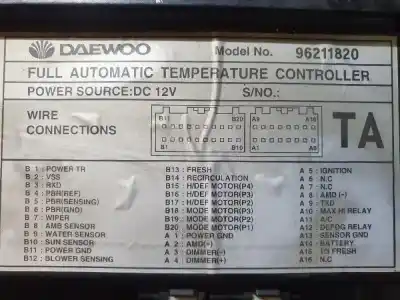 DAEWOO Model No. 96211820
FULL AUTOMATIC TEMPERATURE CONTROLLER
POWER SOURCE:DC 12V S/NO.:
WIRE
CONNECTIONS
B11 B20 A9 A16
B1 B10 A1 A8
TA
B 1 : POWER TR
B 2 : VSS
B 3 : RXD
B 4 : PBR(REF)
B 5 : PBR(SENSING)
B 6 : PBR(GND)
B 7 : WIPER
B 8 : AMB SENSOR
B 9 : WATER SENSOR
B10 : SUN SENSOR
B11 : POWER GND
B12 : BLOWER SENSING
B13 : FRESH
B14 : RECIRCULATION
B15 : H/DEF MOTOR(P4)
B16 : H/DEF MOTOR(P3)
B17 : H/DEF MOTOR(P2)
B18 : MODE MOTOR(P3)
B19 : MODE MOTOR(P2)
B20 : MODE MOTOR(P1)
A 1 : POWER GND
A 2 : AMD(-)
A 3 : DIMMER(-)
A 4 : DIMMER(+)
A 5 : IGNITION
A 6 : N.C
A 7 : N.C
A 8 : AMD (-)
A 9 : TXD
A10 : MAX HI RELAY
A11 : A/C
A12 : DEFOG RELAY
A13 : SENSOR GND
A14 : BATTERY
A15 : FRESH
A16 : N.C